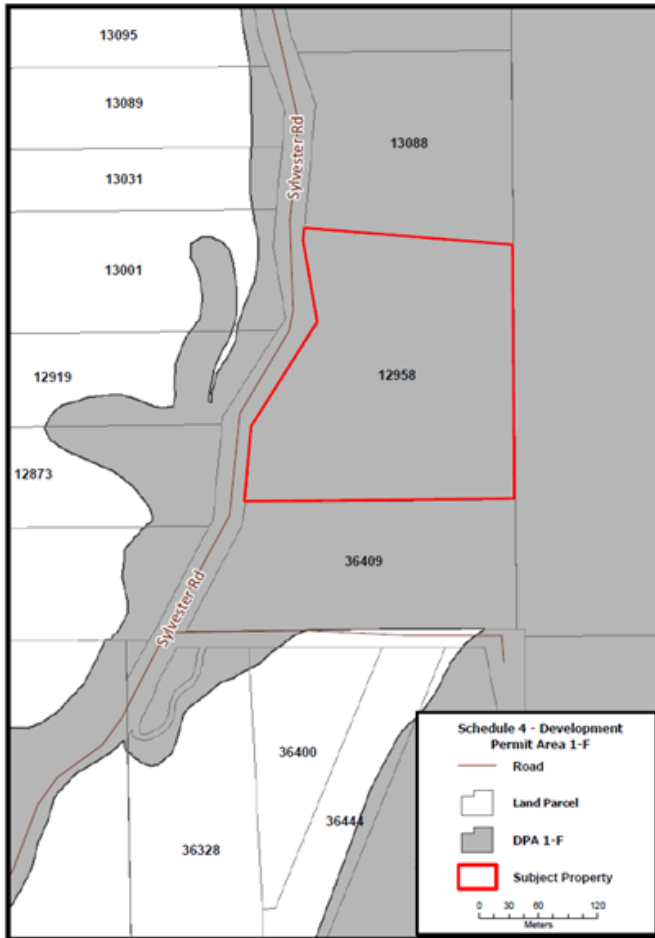 13095
13089
Sylvester Rd
13088
13031
13001
12919
12958
12873
36409
Sylvester Rd
36400
36444
36328
Schedule 4 - Development
Permit Area 1-F
Road
Land Parcel
DPA 1-F
Subject Property
0 30 60 120
Meters